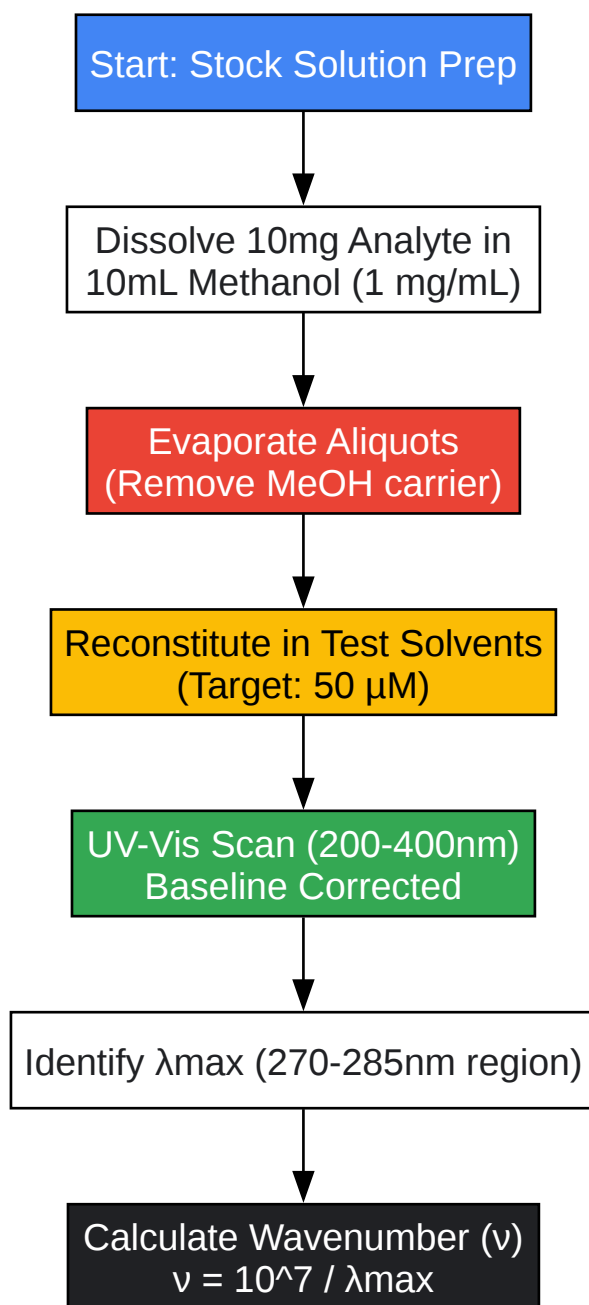 Start: Stock Solution Prep
Dissolve 10mg Analyte in
10mL Methanol (1 mg/mL)
Evaporate Aliquots
(Remove MeOH carrier)
Reconstitute in Test Solvents
(Target: 50 µM)
UV-Vis Scan (200-400nm)
Baseline Corrected
Identify λmax (270-285nm region)
Calculate Wavenumber (ν)
ν = 10^7 / λmax